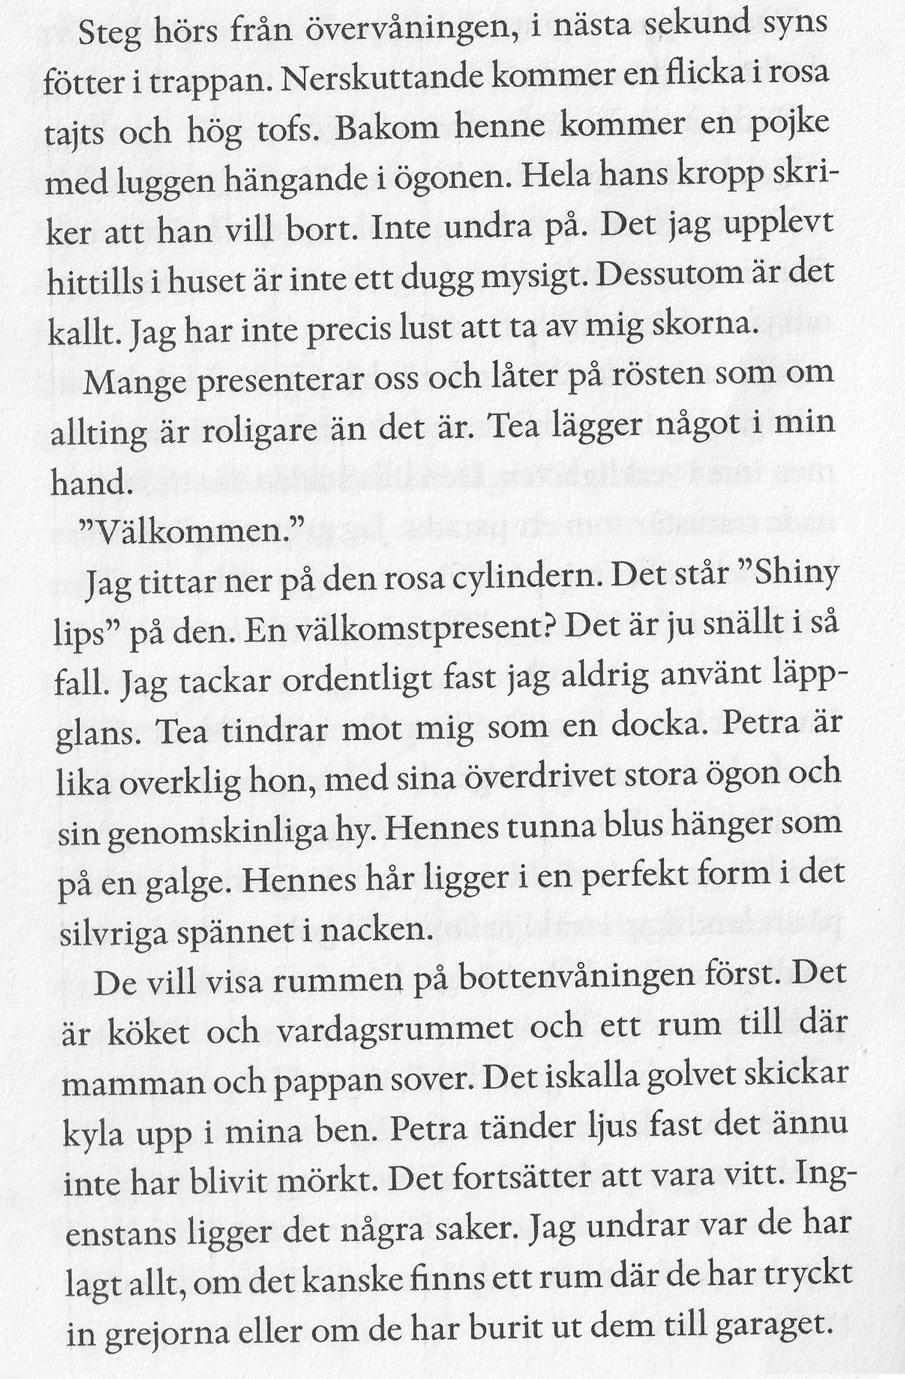 Steg hörs från övervåningen, i nästa sekund syns
fötter i trappan. Nerskuttande kommer en flicka i rosa
tajts och hög tofs. Bakom henne kommer en pojke
med luggen hängande i ögonen. Hela hans kropp skri-
ker att han vill bort. Inte undra på. Det jag upplevt
hittills i huset är inte ett dugg mysigt. Dessutom är det
kallt. Jag har inte precis lust att ta av mig skorna.
Mange presenterar oss och låter på rösten som om
allting är roligare än det är. Tea lägger något i min
hand.
”Välkommen.”
Jag tittar ner på den rosa cylindern. Det står ”Shiny
lips” på den. En välkomstpresent? Det är ju snällt i så
fall. Jag tackar ordentligt fast jag aldrig använt läpp-
glans. Tea tindrar mot mig som en docka. Petra är
lika overklig hon, med sina överdrivet stora ögon och
sin genomskinliga hy. Hennes tunna blus hänger som
på en galge. Hennes hår ligger i en perfekt form i det
silvriga spännet i nacken.
De vill visa rummen på bottenvåningen först. Det
är köket och vardagsrummet och ett rum till där
mamman och pappan sover. Det iskalla golvet skickar
kyla upp i mina ben. Petra tänder ljus fast det ännu
inte har blivit mörkt. Det fortsätter att vara vitt. Ing-
enstans ligger det några saker. Jag undrar var de har
lagt allt, om det kanske finns ett rum där de har tryckt
in grejorna eller om de har burit ut dem till garaget.